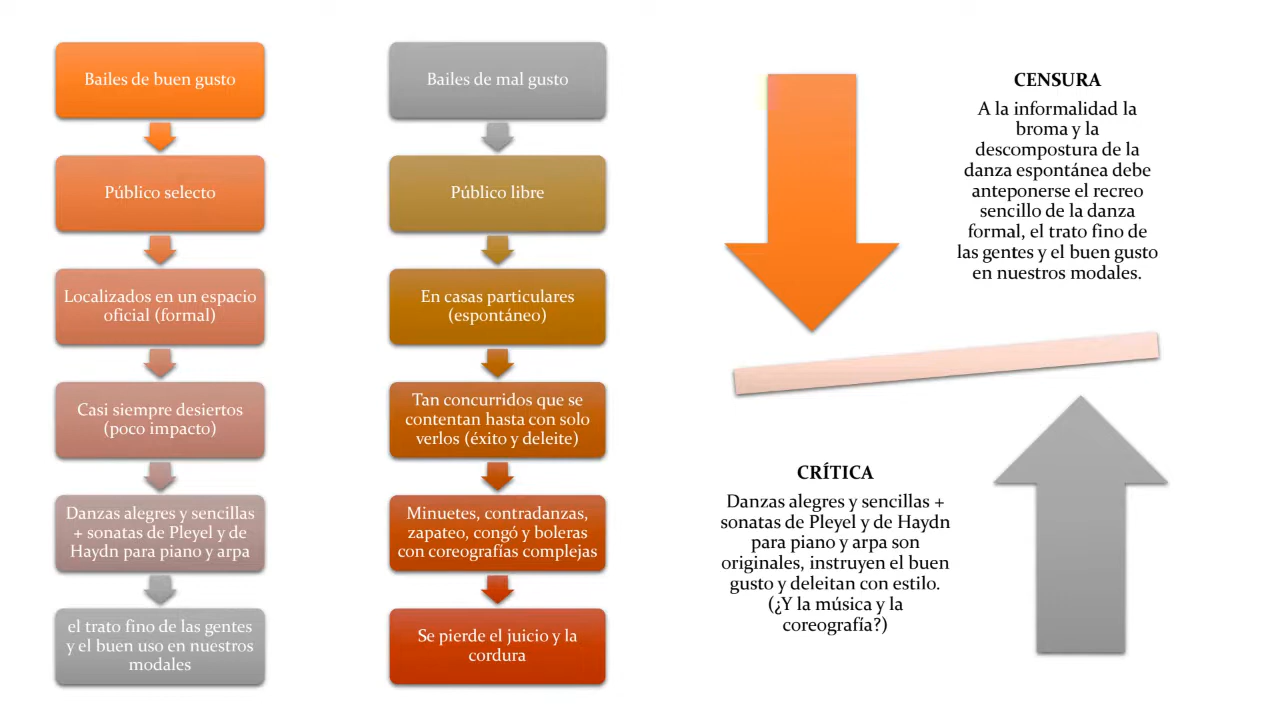 Bailes de buen gusto
Público selecto
Localizados en un espacio
oficial (formal)
Casi siempre desiertos
(poco impacto)
Danzas alegres y sencillas
+ sonatas de Pleyel y de
Haydn para piano y arpa
el trato fino de las gentes
y el buen uso en nuestros
modales
Bailes de mal gusto
Público libre
En casas particulares
(espontáneo)
Tan concurridos que se
contentan hasta con solo
verlos (éxito y deleite)
Minuetes, contradanzas,
zapateo, congó y boleras
con coreografías complejas
Se pierde el juicio y la
cordura
CENSURA
A la informalidad la
broma y la
descompostura de la
danza espontánea debe
anteponerse el recreo
sencillo de la danza
formal, el trato fino de
las gentes y el buen gusto
en nuestros modales.
CRÍTICA
Danzas alegres y sencillas +
sonatas de Pleyel y de Haydn
para piano y arpa son
originales, instruyen el buen
gusto y deleitan con estilo.
(¿Y la música y la
coreografía?)